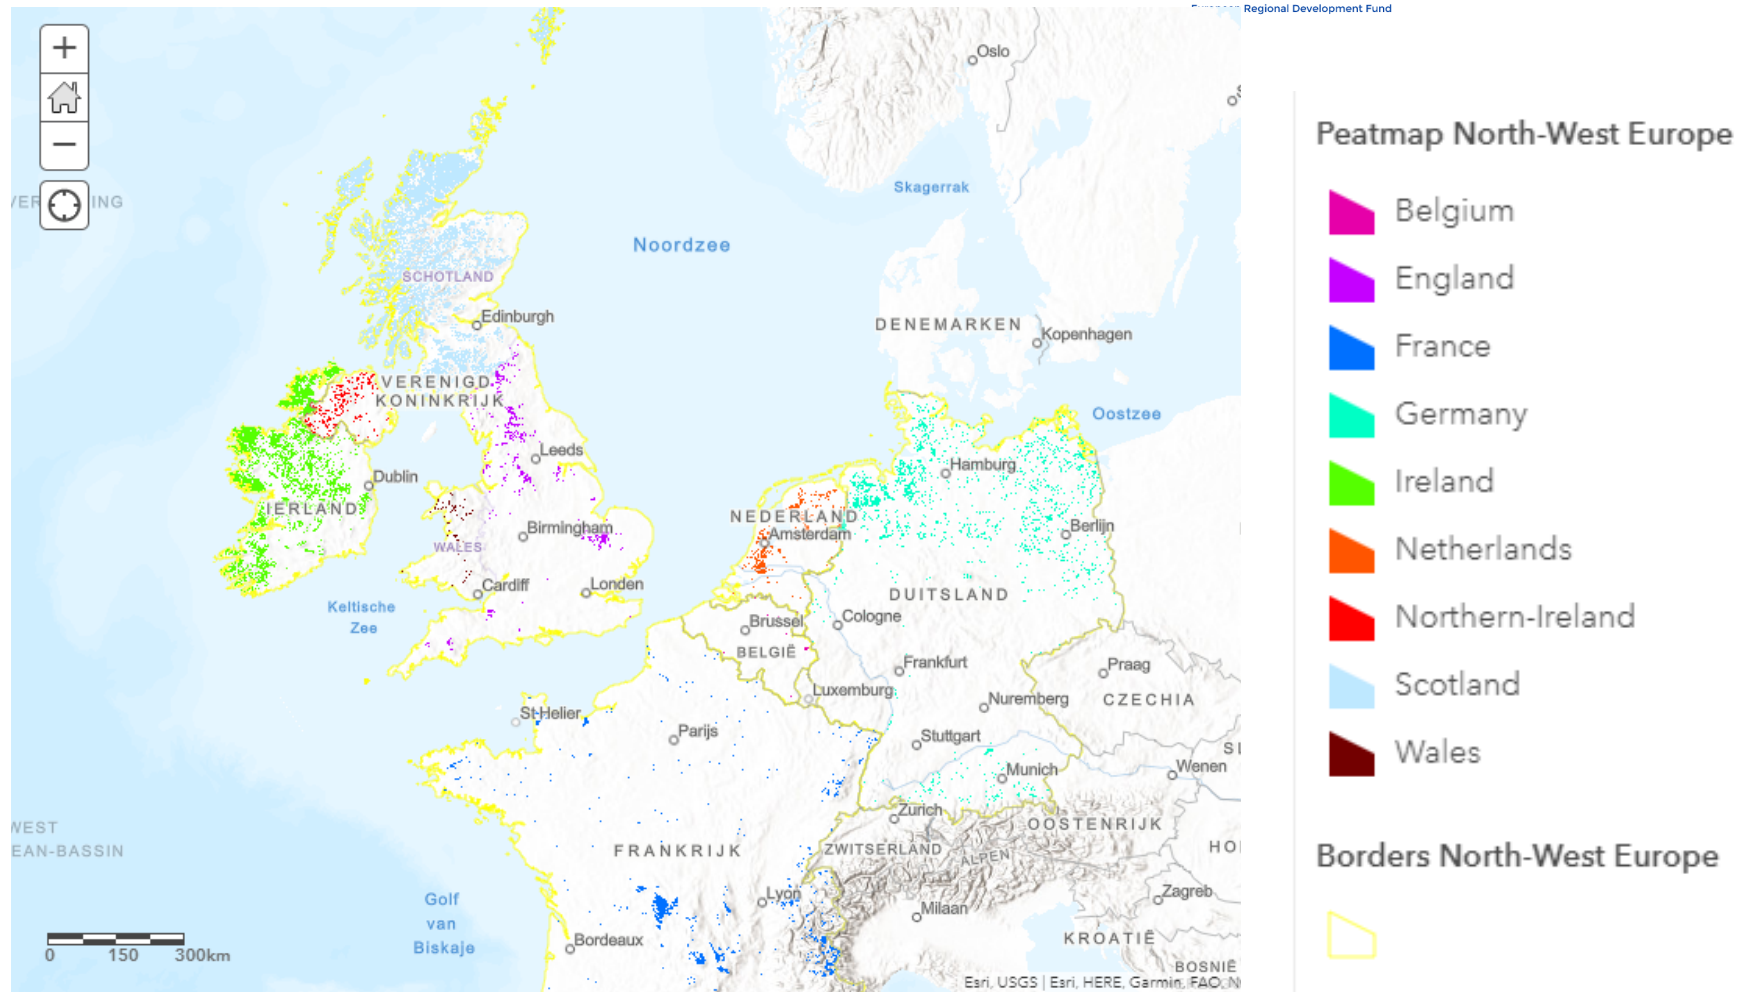 European Regional Development Fund
+
−
Oslo
Skagerrak
Noordzee
SCHOTLAND
Edinburgh
DENEMARKEN
Kopenhagen
VERENIGD
KONINKRIJK
Oostzee
Leeds
Hamburg
Dublin
IERLAND
NEDERLAND
Amsterdam
Berlijn
Birmingham
WALES
Cardiff
Londen
DUITSLAND
Keltische
Zee
Brussel
Cologne
BELGIË
Frankfurt
Praag
Luxemburg
Nuremberg
CZECHIA
St-Helier
Parijs
Stuttgart
Munich
Wenen
Zurich
OOSTENRIJK
WEST
EAN-BASSIN
FRANKRIJK
ZWITSERLAND
ALPEN
Lyon
Milaan
Zagreb
Golf
van
Biskaje
Bordeaux
KROATIË
BOSNIË
0 150 300km
Esri, USGS | Esri, HERE, Garmin, FAO, N
Peatmap North-West Europe
Belgium
England
France
Germany
Ireland
Netherlands
Northern-Ireland
Scotland
Wales
Borders North-West Europe